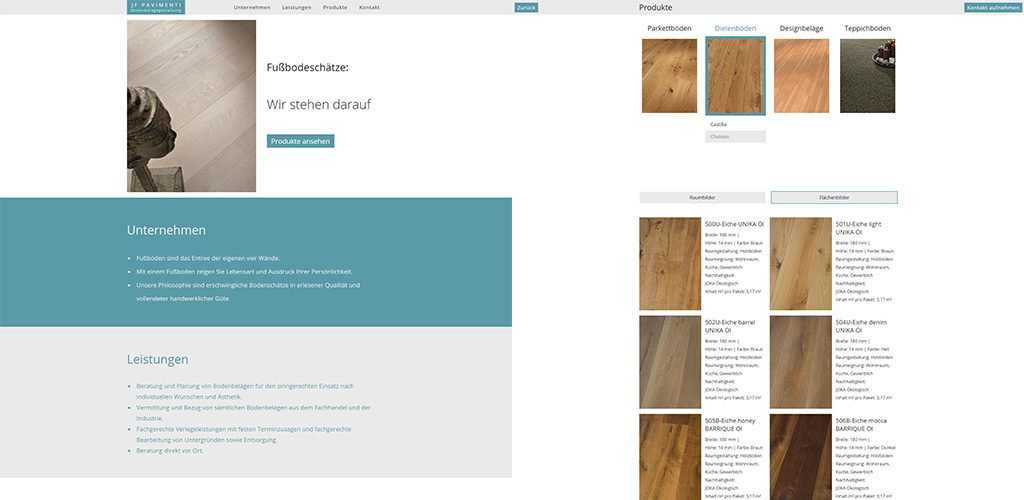 JF PAVIMENTI
Bodenbelagsgestaltung
Unternehmen Leistungen Produkte Kontakt
Fußbodeschätze:
Wir stehen darauf
Produkte ansehen
Unternehmen
• Fußböden sind das Entree der eigenen vier Wände.
• Mit einem Fußboden zeigen Sie Lebensart und Ausdruck Ihrer Persönlichkeit.
• Unsere Philosophie sind erschwingliche Bodenschätze in erlesener Qualität und
vollendeter handwerklicher Güte.
Leistungen
• Beratung und Planung von Bodenbelägen für den sinngerechten Einsatz nach
individuellen Wünschen und Ästhetik.
• Vermittlung und Bezug von sämtlichen Bodenbelägen aus dem Fachhandel und der
Industrie.
• Fachgerechte Verlegeleistungen mit festen Terminzusagen und fachgerechte
Bearbeitung von Untergründen sowie Entsorgung.
• Beratung direkt vor Ort.
Zurück
Produkte
Kontakt aufnehmen
Parkettböden Dielenböden Designbeläge Teppichböden
Castilla
Chateau
Raumbilder Flächenbilder
500U-Eiche UNIKA Öl
Breite: 180 mm |
Höhe: 14 mm | Farbe: Braun
Raumgestaltung: Holzböden
Raumeignung: Wohnraum,
Küche, Gewerblich
Nachhaltigkeit:
JOKA Ökologisch
Inhalt m² pro Paket: 3,17 m²
501U-Eiche light
UNIKA Öl
Breite: 180 mm |
Höhe: 14 mm | Farbe: Braun
Raumgestaltung: Holzböden
Raumeignung: Wohnraum,
Küche, Gewerblich
Nachhaltigkeit:
JOKA Ökologisch
Inhalt m² pro Paket: 3,17 m²
502U-Eiche barrel
UNIKA Öl
Breite: 180 mm |
Höhe: 14 mm | Farbe: Braun
Raumgestaltung: Holzböden
Raumeignung: Wohnraum,
Küche, Gewerblich
Nachhaltigkeit:
JOKA Ökologisch
Inhalt m² pro Paket: 3,17 m²
504U-Eiche denim
UNIKA Öl
Breite: 180 mm |
Höhe: 14 mm | Farbe: Hell
Raumgestaltung: Holzböden
Raumeignung: Wohnraum,
Küche, Gewerblich
Nachhaltigkeit:
JOKA Ökologisch
Inhalt m² pro Paket: 3,17 m²
505B-Eiche honey
BARRIQUE Öl
Breite: 180 mm |
Höhe: 14 mm | Farbe: Braun
Raumgestaltung: Holzböden
Raumeignung: Wohnraum,
Küche, Gewerblich
Nachhaltigkeit:
JOKA Ökologisch
Inhalt m² pro Paket: 3,17 m²
506B-Eiche mocca
BARRIQUE Öl
Breite: 180 mm |
Höhe: 14 mm | Farbe: Dunkel
Raumgestaltung: Holzböden
Raumeignung: Wohnraum,
Küche, Gewerblich
Nachhaltigkeit:
JOKA Ökologisch
Inhalt m² pro Paket: 3,17 m²